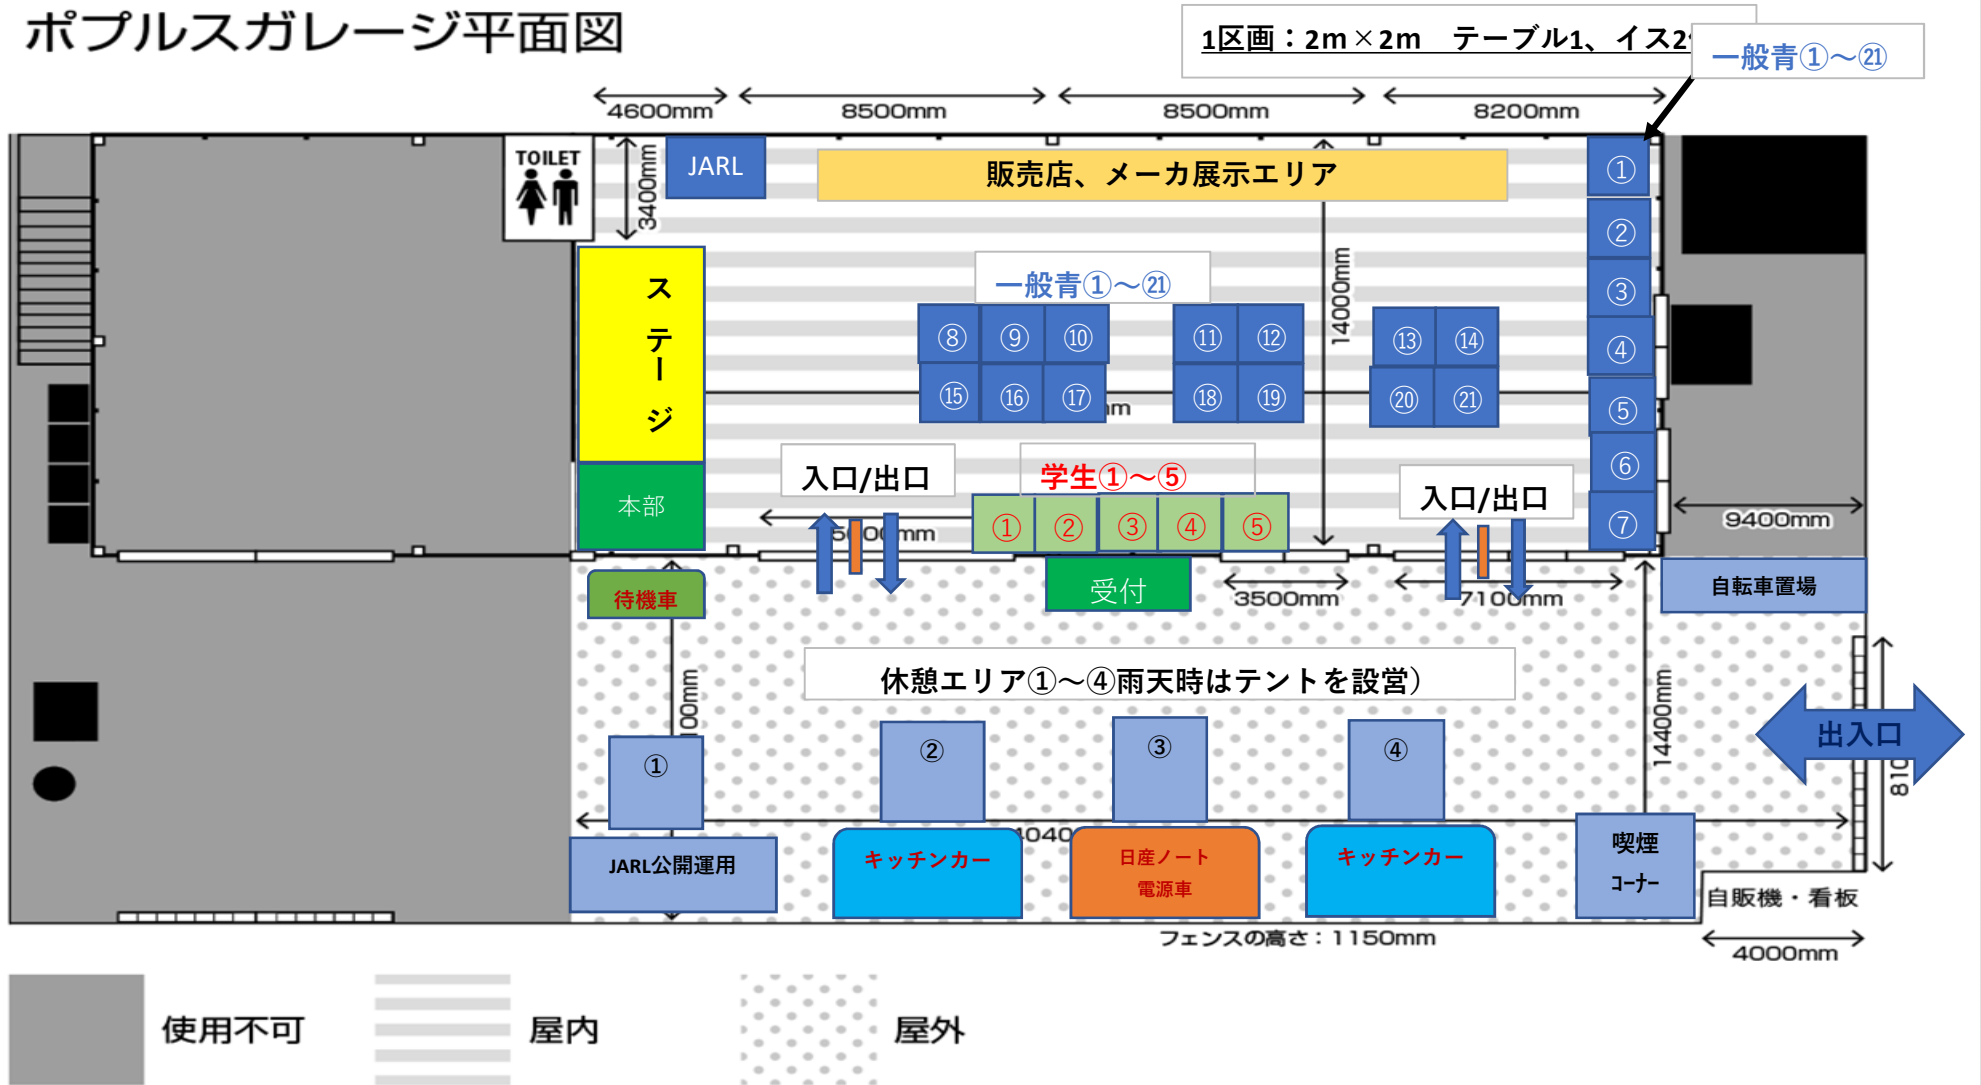 ポプルスガレージ平面図
1区画：2m×2m　テーブル1、イス2
一般青①～㉑
4600mm
8500mm
8500mm
8200mm
TOILET
3400mm
JARL
販売店、メーカ展示エリア
14000mm
ステージ
本部
一般青①～㉑
⑧
⑨
⑩
⑪
⑫
⑬
⑭
⑮
⑯
⑰
⑱
⑲
⑳
㉑
mm
①
②
③
④
⑤
⑥
⑦
入口/出口
学生①～⑤
入口/出口
①
②
③
④
⑤
9400mm
待機車
受付
3500mm
7100mm
自転車置場
休憩エリア①～④雨天時はテントを設営）
100mm
14400mm
出入口
810
①
②
③
④
4040
JARL公開運用
キッチンカー
日産ノート
電源車
キッチンカー
喫煙
ｺｰﾅｰ
自販機・看板
フェンスの高さ：1150mm
4000mm
使用不可
屋内
屋外